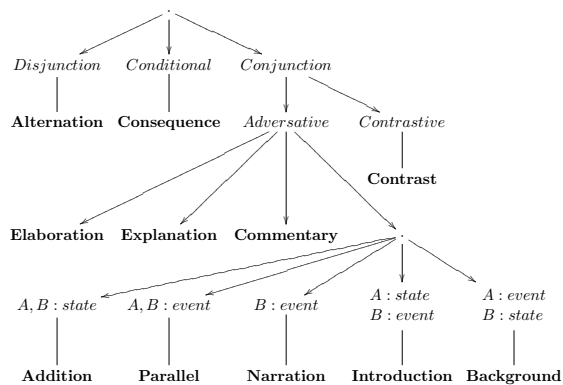 .
Disjunction Conditional Conjunction
Alternation Consequence Adversative Contrastive
Contrast
Elaboration Explanation Commentary .
A, B : state A, B : event B : event A : state A : event
B : event B : state
Addition Parallel Narration Introduction Background